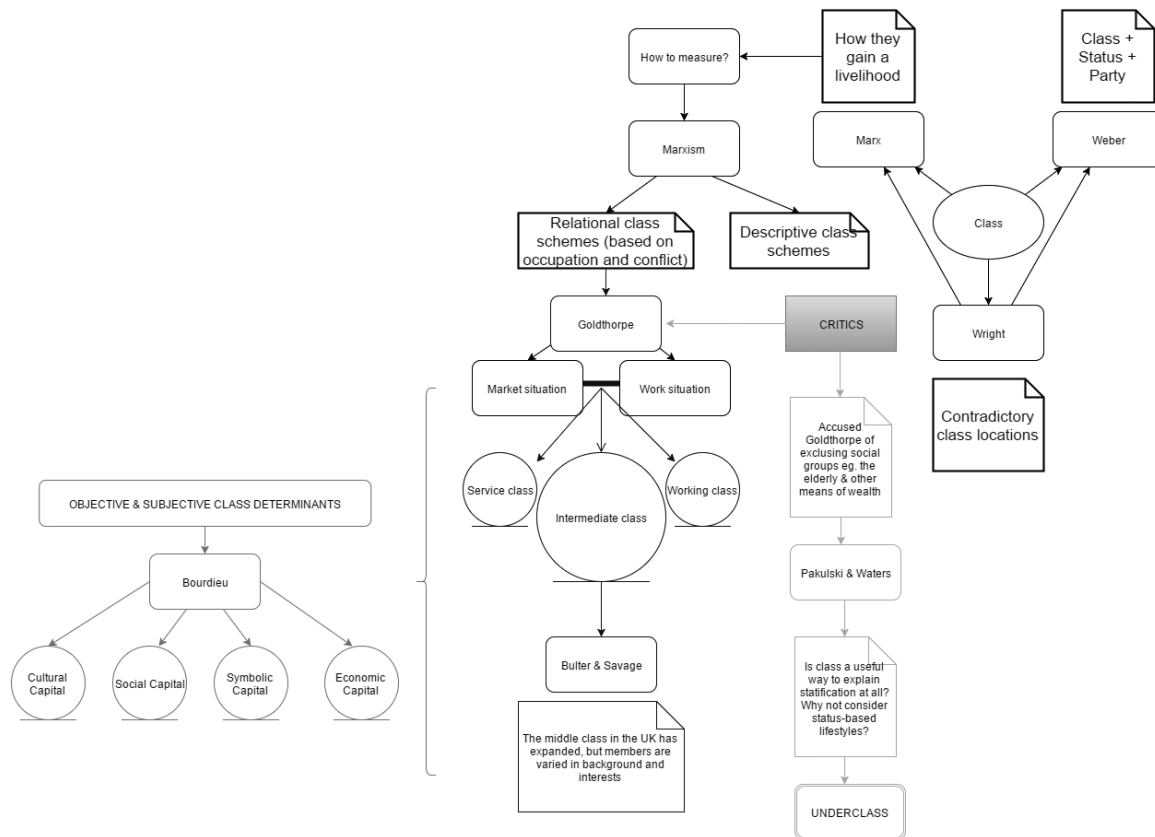 How to measure?
How they
gain a
livelihood
Class +
Status +
Party
Marxism
Marx
Weber
Class
Relational class
schemes (based on
occupation and conflict)
Descriptive class
schemes
Goldthorpe
CRITICS
Wright
Market situation
Work situation
Contradictory
class locations
Accused
Goldthorpe of
exclusing social
groups eg. the
elderly & other
means of wealth
Service class
Intermediate class
Working class
OBJECTIVE & SUBJECTIVE CLASS DETERMINANTS
Bourdieu
Pakulski & Waters
Cultural
Capital
Social Capital
Symbolic
Capital
Economic
Capital
Bulter & Savage
Is class a useful
way to explain
statification at all?
Why not consider
status-based
lifestyles?
The middle class in the UK has
expanded, but members are
varied in background and
interests
UNDERCLASS